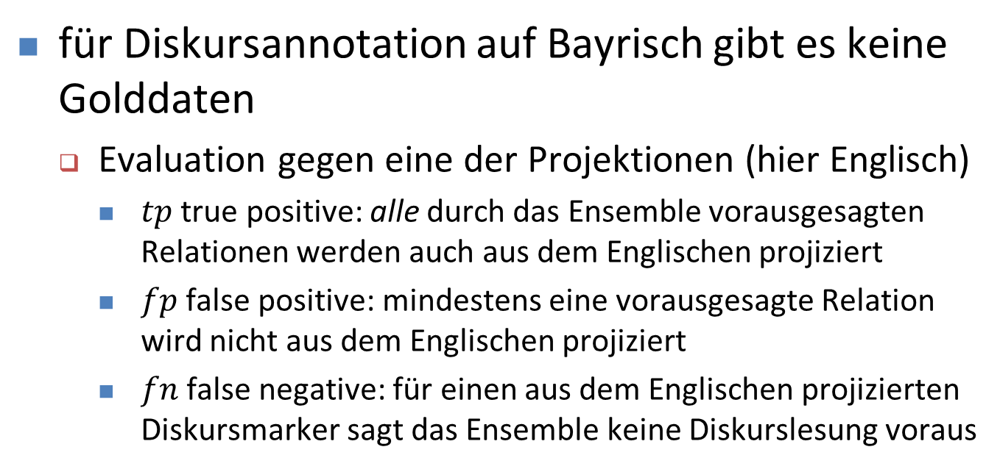 für Diskursannotation auf Bayrisch gibt es keine
Golddaten
Evaluation gegen eine der Projektionen (hier Englisch)
tp true positive: alle durch das Ensemble vorausgesagten
Relationen werden auch aus dem Englischen projiziert
fp false positive: mindestens eine vorausgesagte Relation
wird nicht aus dem Englischen projiziert
fn false negative: für einen aus dem Englischen projizierten
Diskursmarker sagt das Ensemble keine Diskurslesung voraus